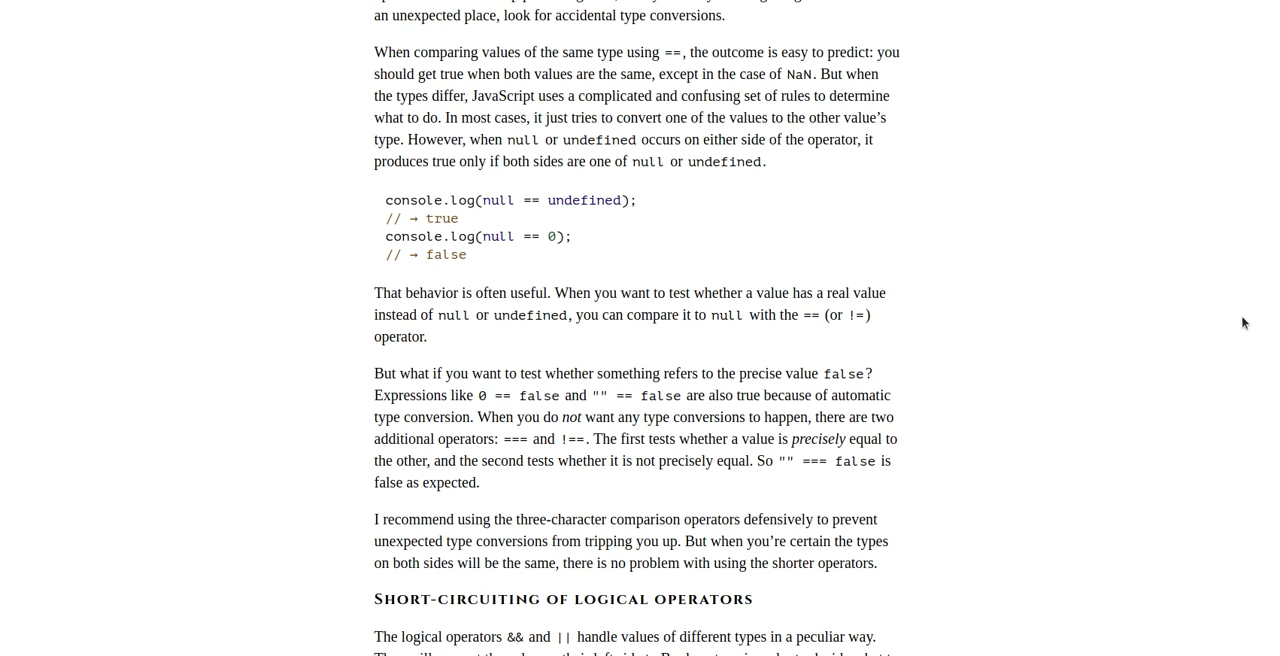 an unexpected place, look for accidental type conversions.
When comparing values of the same type using ==, the outcome is easy to predict: you
should get true when both values are the same, except in the case of NaN. But when
the types differ, JavaScript uses a complicated and confusing set of rules to determine
what to do. In most cases, it just tries to convert one of the values to the other value’s
type. However, when null or undefined occurs on either side of the operator, it
produces true only if both sides are one of null or undefined.
console.log(null == undefined);
// → true
console.log(null == 0);
// → false
That behavior is often useful. When you want to test whether a value has a real value
instead of null or undefined, you can compare it to null with the == (or !=)
operator.
But what if you want to test whether something refers to the precise value false?
Expressions like 0 == false and "" == false are also true because of automatic
type conversion. When you do not want any type conversions to happen, there are two
additional operators: === and !==. The first tests whether a value is precisely equal to
the other, and the second tests whether it is not precisely equal. So "" === false is
false as expected.
I recommend using the three-character comparison operators defensively to prevent
unexpected type conversions from tripping you up. But when you’re certain the types
on both sides will be the same, there is no problem with using the shorter operators.
Short-circuiting of logical operators
The logical operators && and || handle values of different types in a peculiar way.